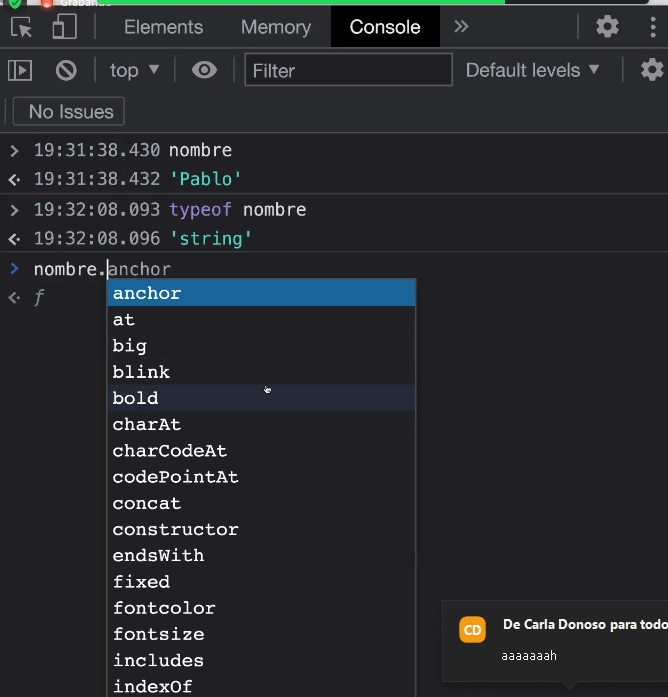 Grabando
Elements Memory Console »
top ▼ Filter Default levels ▼
No Issues
> 19:31:38.430 nombre
19:31:38.432 'Pablo'
> 19:32:08.093 typeof nombre
19:32:08.096 'string'
> nombre.anchor
f
anchor
at
big
blink
bold
charAt
charCodeAt
codePointAt
concat
constructor
endsWith
fixed
fontcolor
fontsize
includes
indexOf
CD De Carla Donoso para todo
aaaaaaah